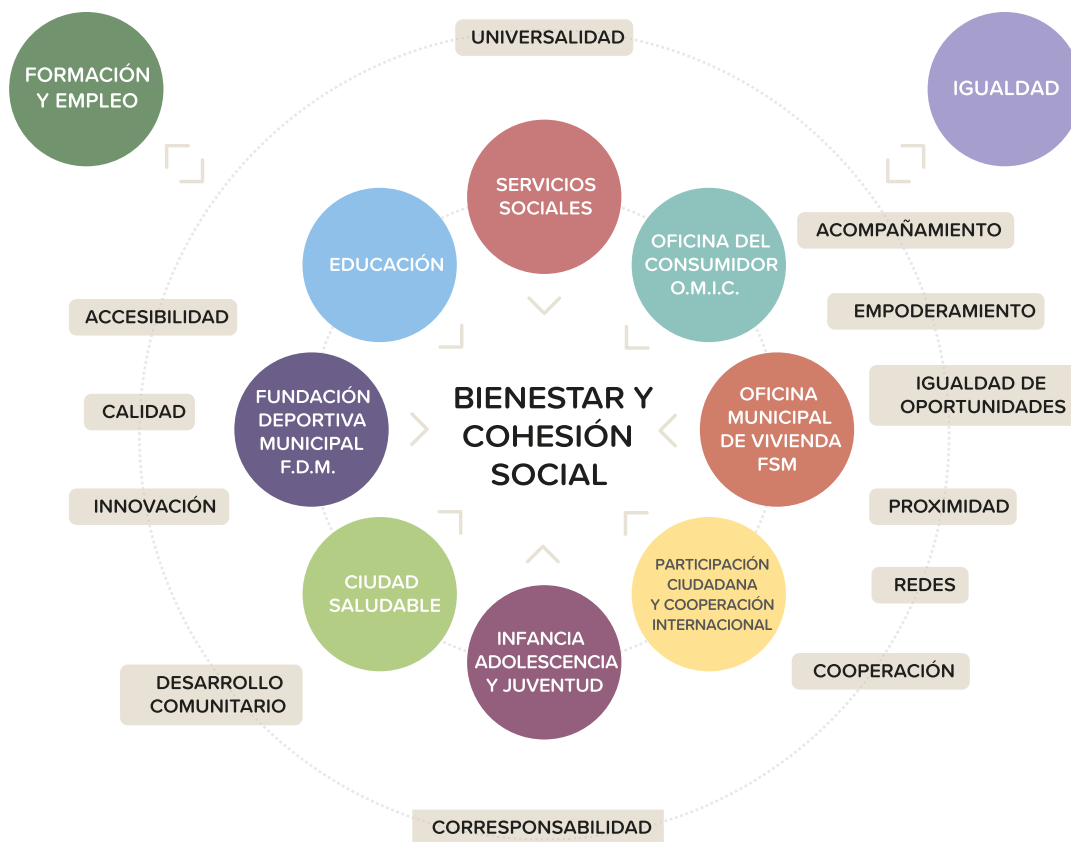 UNIVERSALIDAD
FORMACIÓN
Y EMPLEO
IGUALDAD
SERVICIOS
SOCIALES
EDUCACIÓN
OFICINA DEL
CONSUMIDOR
O.M.I.C.
ACOMPAÑAMIENTO
ACCESIBILIDAD
EMPODERAMIENTO
FUNDACIÓN
DEPORTIVA
MUNICIPAL
F.D.M.
BIENESTAR Y
COHESIÓN
SOCIAL
OFICINA
MUNICIPAL
DE VIVIENDA
FSM
IGUALDAD DE
OPORTUNIDADES
CALIDAD
INNOVACIÓN
PROXIMIDAD
CIUDAD
SALUDABLE
PARTICIPACIÓN
CIUDADANA
Y COOPERACIÓN
INTERNACIONAL
REDES
INFANCIA
ADOLESCENCIA
Y JUVENTUD
COOPERACIÓN
DESARROLLO
COMUNITARIO
CORRESPONSABILIDAD